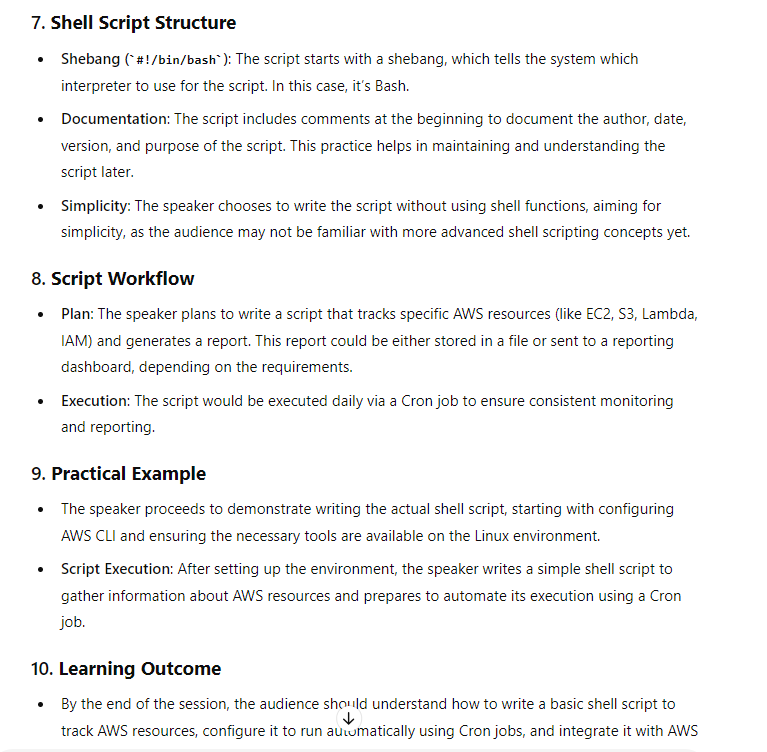 7. Shell Script Structure
• Shebang (`#!/bin/bash`): The script starts with a shebang, which tells the system which
interpreter to use for the script. In this case, it's Bash.
• Documentation: The script includes comments at the beginning to document the author, date,
version, and purpose of the script. This practice helps in maintaining and understanding the
script later.
• Simplicity: The speaker chooses to write the script without using shell functions, aiming for
simplicity, as the audience may not be familiar with more advanced shell scripting concepts yet.
8. Script Workflow
• Plan: The speaker plans to write a script that tracks specific AWS resources (like EC2, S3, Lambda,
IAM) and generates a report. This report could be either stored in a file or sent to a reporting
dashboard, depending on the requirements.
• Execution: The script would be executed daily via a Cron job to ensure consistent monitoring
and reporting.
9. Practical Example
• The speaker proceeds to demonstrate writing the actual shell script, starting with configuring
AWS CLI and ensuring the necessary tools are available on the Linux environment.
• Script Execution: After setting up the environment, the speaker writes a simple shell script to
gather information about AWS resources and prepares to automate its execution using a Cron
job.
10. Learning Outcome
• By the end of the session, the audience should understand how to write a basic shell script to
track AWS resources, configure it to run automatically using Cron jobs, and integrate it with AWS